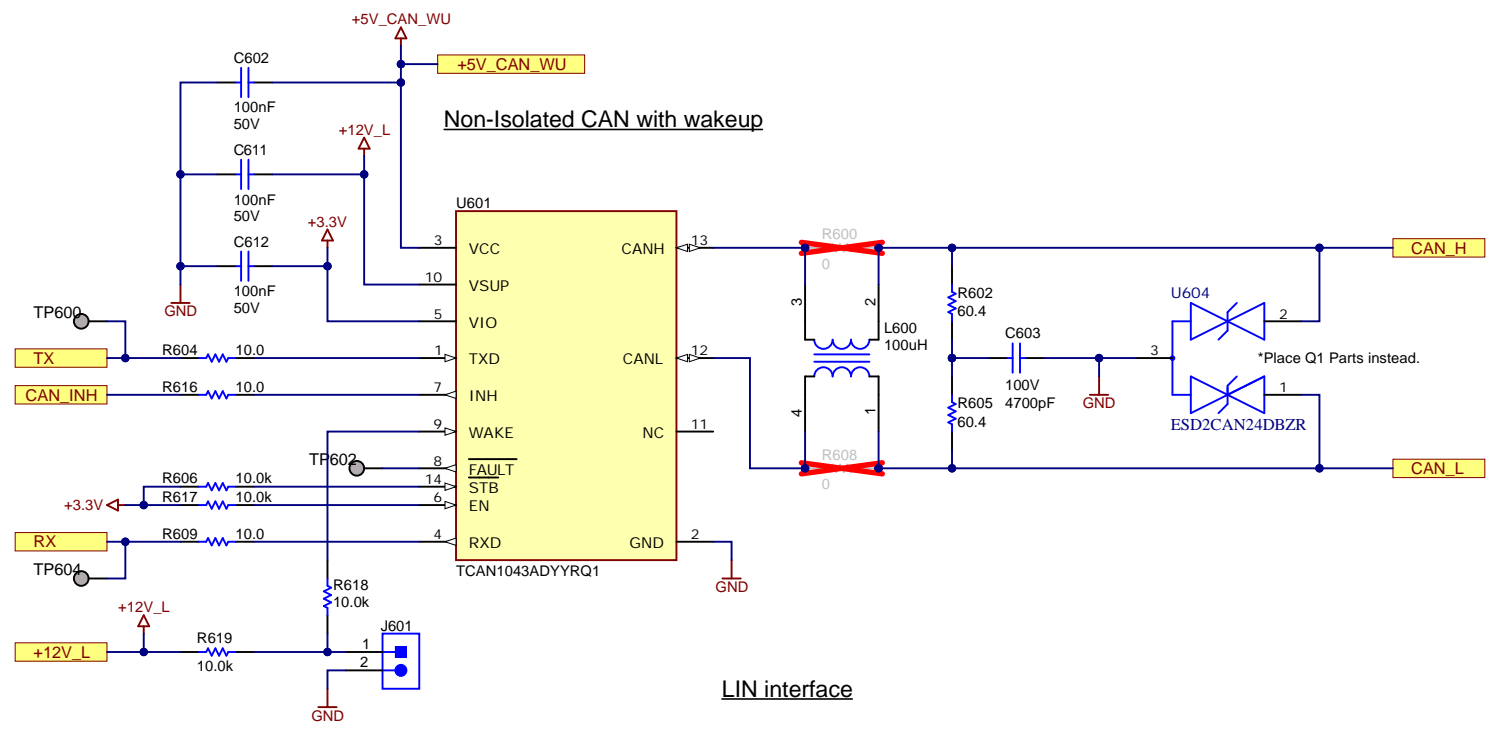 +5V_CAN_WU
C602
+5V_CAN_WU
100nF
50V
Non-Isolated CAN with wakeup
+12V_L
C611
100nF
50V
U601
+3.3V
C612
100nF
50V
GND
3
VCC
10
VSUP
5
VIO
1
TXD
7
INH
9
WAKE
8
FAULT
14
STB
6
EN
4
RXD
CANH
13
CANL
12
NC
11
GND
2
TCAN1043ADYYRQ1
GND
TP600
TX
R604
10.0
CAN_INH
R616
10.0
TP602
R606
10.0k
R617
10.0k
+3.3V
RX
R609
10.0
TP604
R618
10.0k
+12V_L
+12V_L
R619
10.0k
J601
1
2
GND
R600
0
3
2
L600
100uH
4
1
R608
0
R602
60.4
C603
100V
4700pF
R605
60.4
GND
U604
2
3
*Place Q1 Parts instead.
1
ESD2CAN24DBZR
CAN_H
CAN_L
LIN interface